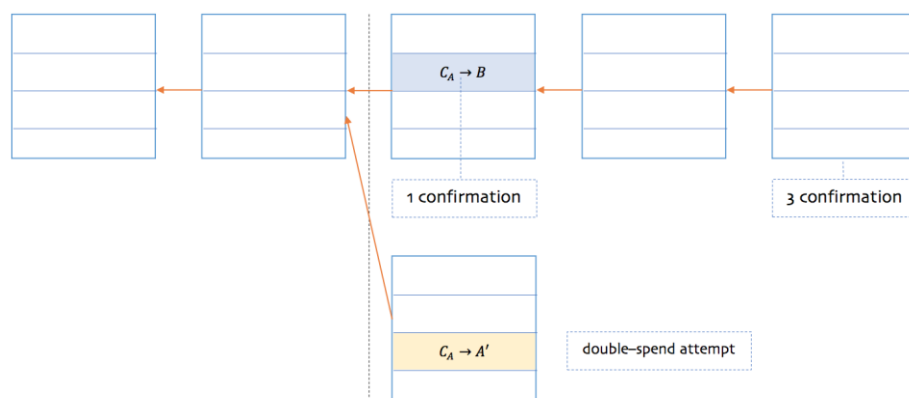 C_A → B
1 confirmation
3 confirmation
C_A → A′
double–spend attempt